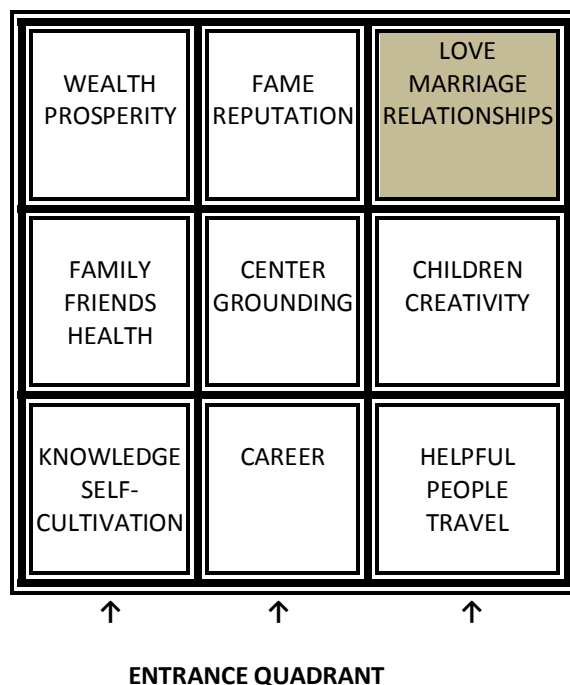 WEALTH
PROSPERITY
FAME
REPUTATION
LOVE
MARRIAGE
RELATIONSHIPS
FAMILY
FRIENDS
HEALTH
CENTER
GROUNDING
CHILDREN
CREATIVITY
KNOWLEDGE
SELF-
CULTIVATION
CAREER
HELPFUL
PEOPLE
TRAVEL
↑ ↑ ↑
ENTRANCE QUADRANT